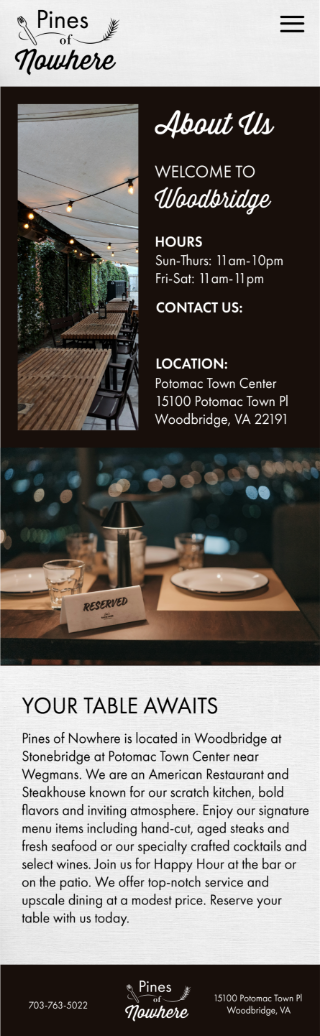 Pines
of
Nowhere
About Us
WELCOME TO
Woodbridge
HOURS
Sun-Thurs: 11am-10pm
Fri-Sat: 11am-11pm
CONTACT US:
LOCATION:
Potomac Town Center
15100 Potomac Town Pl
Woodbridge, VA 22191
RESERVED
YOUR TABLE AWAITS
Pines of Nowhere is located in Woodbridge at
Stonebridge at Potomac Town Center near
Wegmans. We are an American Restaurant and
Steakhouse known for our scratch kitchen, bold
flavors and inviting atmosphere. Enjoy our signature
menu items including hand-cut, aged steaks and
fresh seafood or our specialty crafted cocktails and
select wines. Join us for Happy Hour at the bar or
on the patio. We offer top-notch service and
upscale dining at a modest price. Reserve your
table with us today.
703-763-5022
Pines
of
Nowhere
15100 Potomac Town Pl
Woodbridge, VA